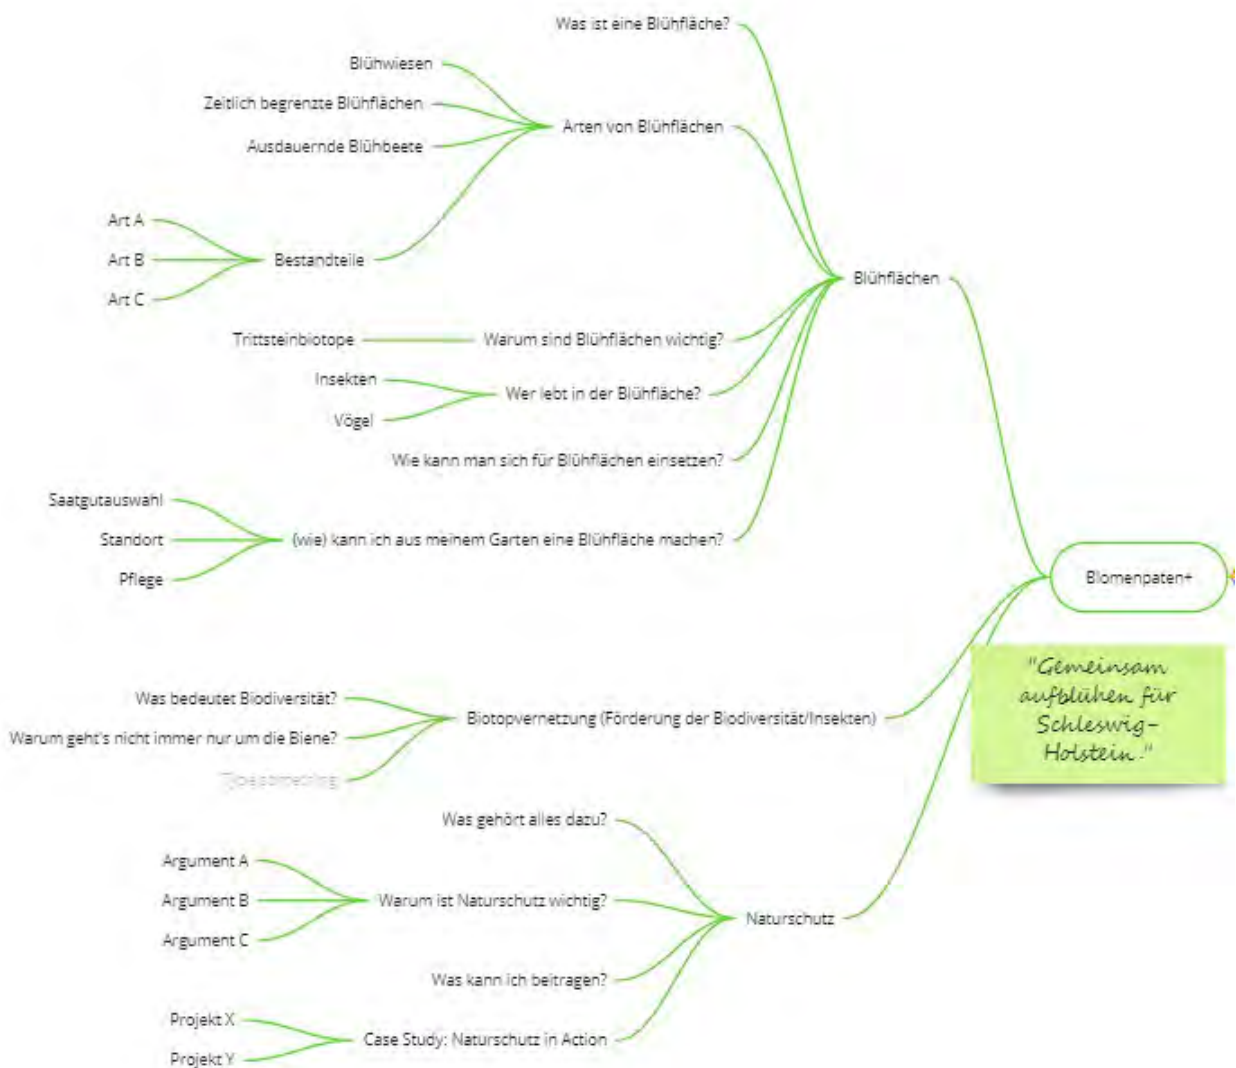 Was ist eine Blühfläche?
Blühwiesen
Zeitlich begrenzte Blühflächen
Arten von Blühflächen
Ausdauernde Blühbeete
Art A
Art B
Bestandteile
Art C
Blühflächen
Trittsteinbiotope
Warum sind Blühflächen wichtig?
Insekten
Wer lebt in der Blühfläche?
Vögel
Wie kann man sich für Blühflächen einsetzen?
Saatgutauswahl
Standort
(wie) kann ich aus meinem Garten eine Blühfläche machen?
Pflege
Blomenpaten+
"Gemeinsam
aufblühen für
Schleswig-
Holstein."
Was bedeutet Biodiversität?
Biotopvernetzung (Förderung der Biodiversität/Insekten)
Warum geht's nicht immer nur um die Biene?
Type something
Was gehört alles dazu?
Argument A
Argument B
Warum ist Naturschutz wichtig?
Argument C
Naturschutz
Was kann ich beitragen?
Projekt X
Case Study: Naturschutz in Action
Projekt Y